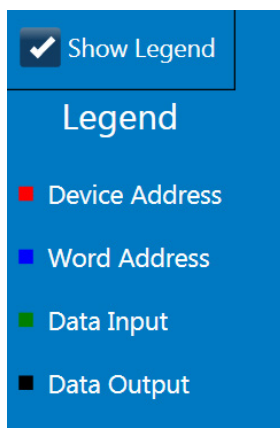 Show Legend
Legend
Device Address
Word Address
Data Input
Data Output